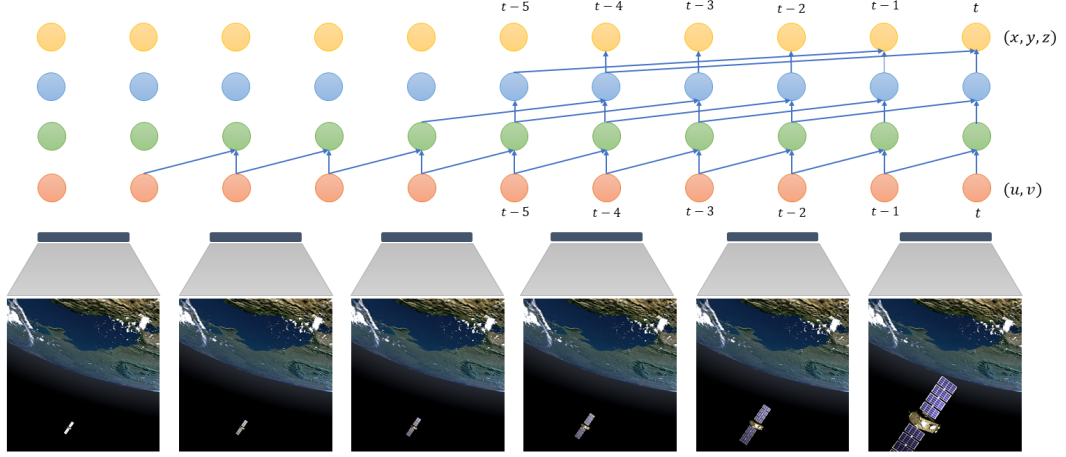 t − 5 t − 4 t − 3 t − 2 t − 1 t
(x, y, z)
(u, v)
t − 5 t − 4 t − 3 t − 2 t − 1 t